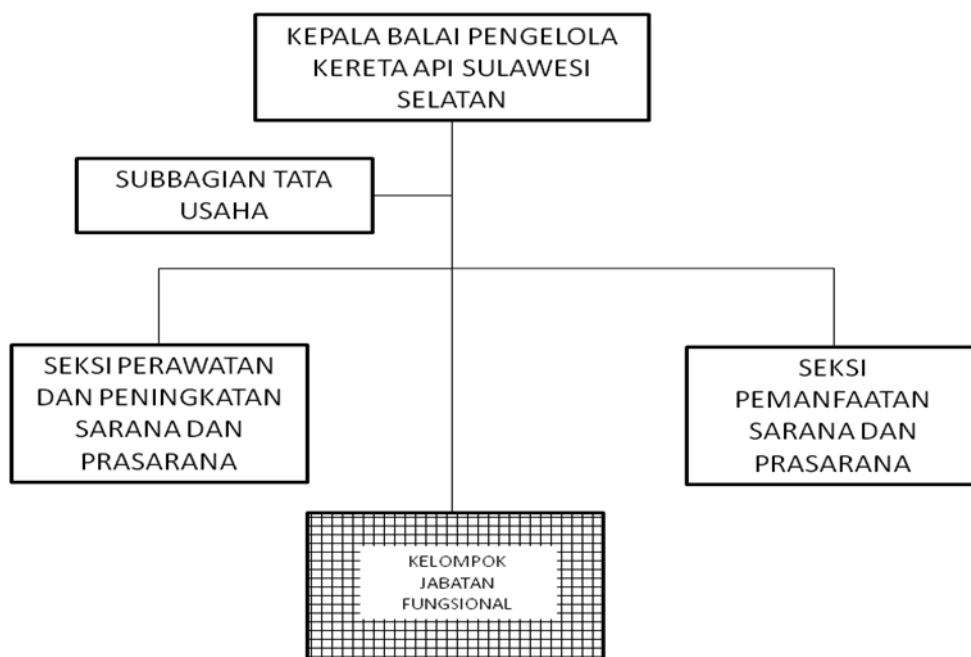 KEPALA BALAI PENGELOLA
KERETA API SULAWESI
SELATAN
SUBBAGIAN TATA
USAHA
SEKSI PERAWATAN
DAN PENINGKATAN
SARANA DAN
PRASARANA
SEKSI
PEMANFAATAN
SARANA DAN
PRASARANA
KELOMPOK
JABATAN
FUNGSIONAL